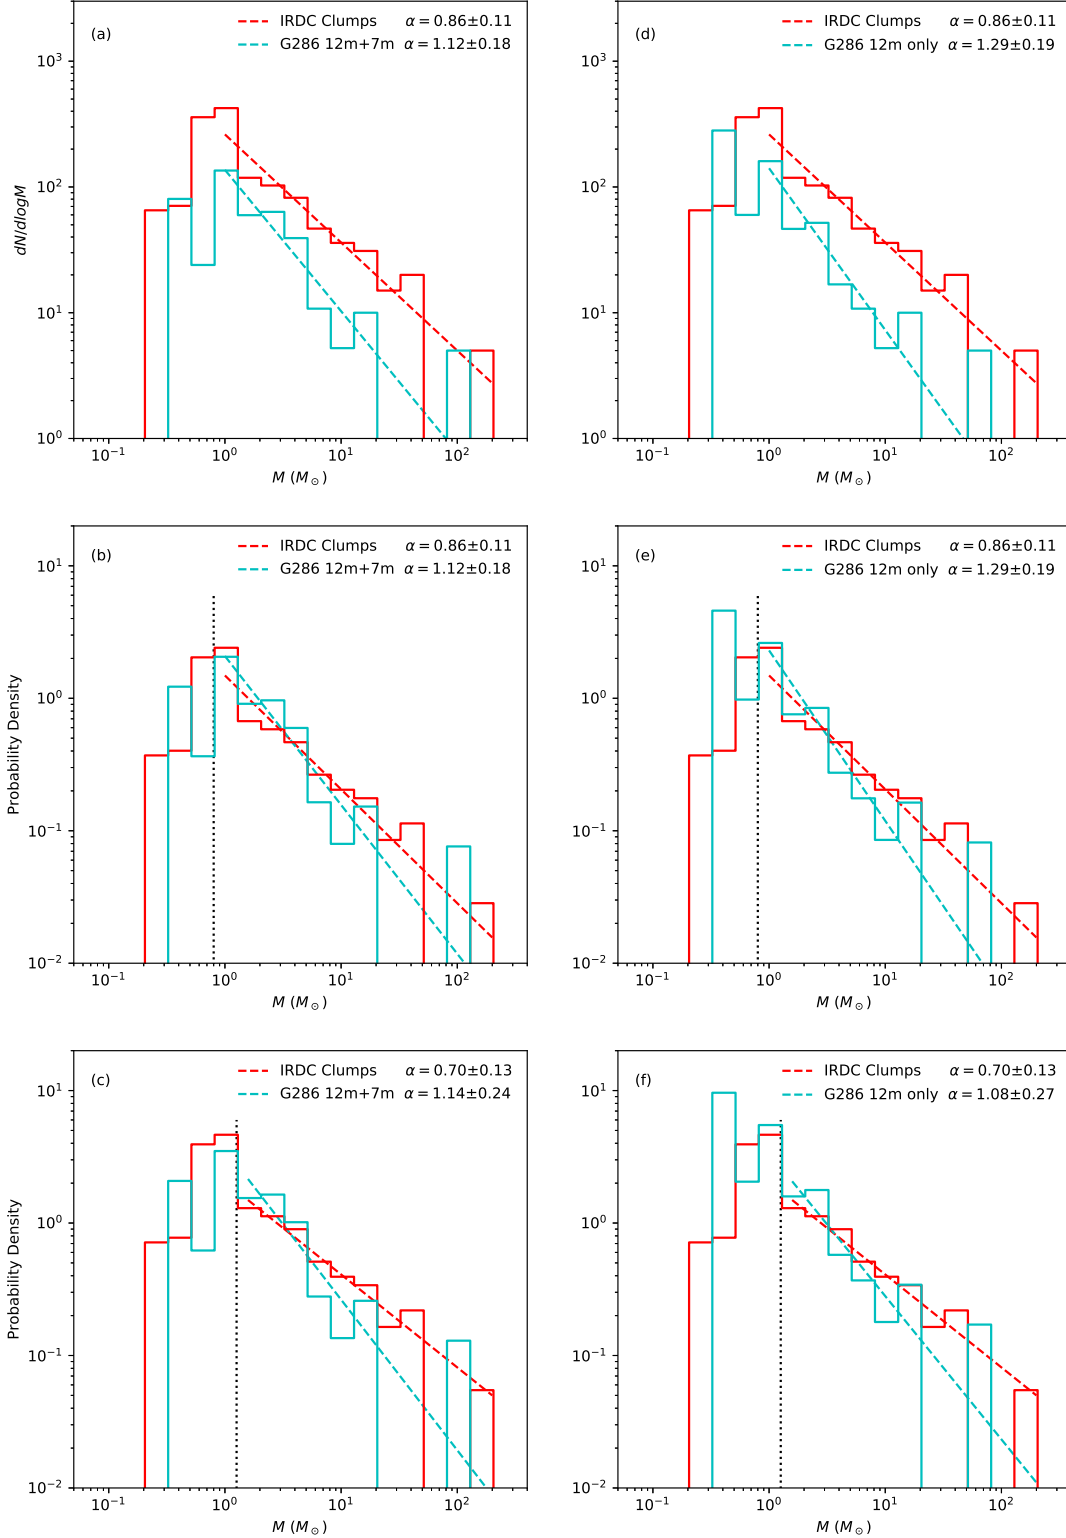 (a)
IRDC Clumps α = 0.86±0.11
G286 12m+7m α = 1.12±0.18
10³
10²
10¹
10⁰
dN/dlogM
10⁻¹ 10⁰ 10¹ 10²
M (M⊙)
(d)
IRDC Clumps α = 0.86±0.11
G286 12m only α = 1.29±0.19
10³
10²
10¹
10⁰
10⁻¹ 10⁰ 10¹ 10²
M (M⊙)
(b)
IRDC Clumps α = 0.86±0.11
G286 12m+7m α = 1.12±0.18
10¹
10⁰
10⁻¹
10⁻²
Probability Density
10⁻¹ 10⁰ 10¹ 10²
M (M⊙)
(e)
IRDC Clumps α = 0.86±0.11
G286 12m only α = 1.29±0.19
10¹
10⁰
10⁻¹
10⁻²
10⁻¹ 10⁰ 10¹ 10²
M (M⊙)
(c)
IRDC Clumps α = 0.70±0.13
G286 12m+7m α = 1.14±0.24
10¹
10⁰
10⁻¹
10⁻²
Probability Density
10⁻¹ 10⁰ 10¹ 10²
M (M⊙)
(f)
IRDC Clumps α = 0.70±0.13
G286 12m only α = 1.08±0.27
10¹
10⁰
10⁻¹
10⁻²
10⁻¹ 10⁰ 10¹ 10²
M (M⊙)